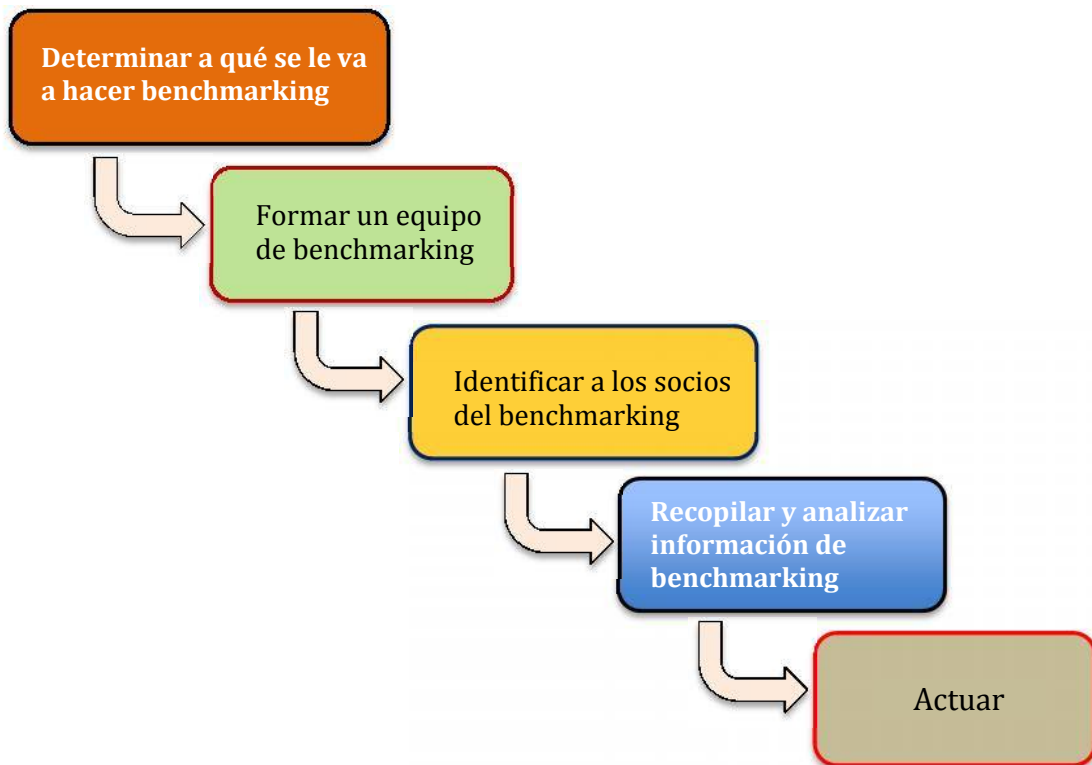 Determinar a qué se le va
a hacer benchmarking
Formar un equipo
de benchmarking
Identificar a los socios
del benchmarking
Recopilar y analizar
información de
benchmarking
Actuar